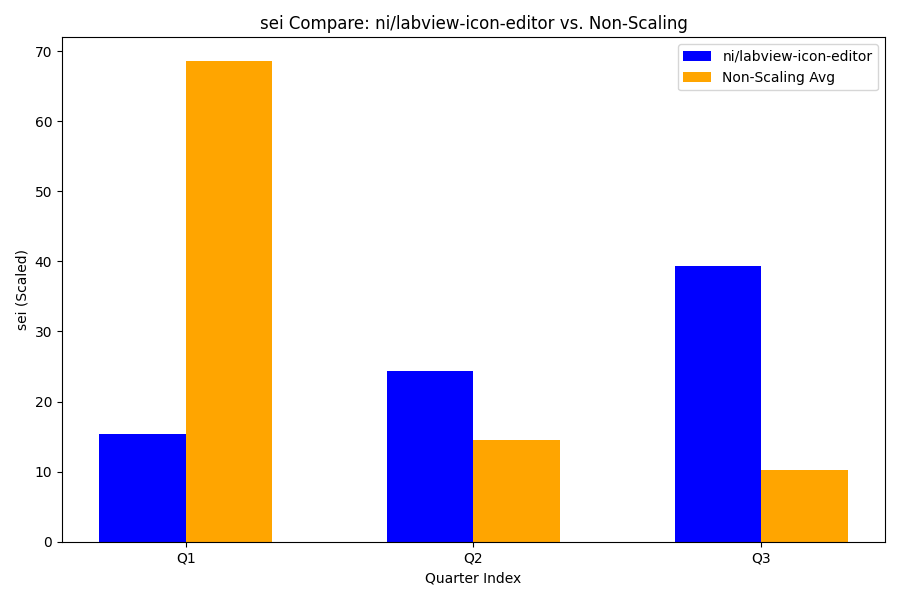 sei Compare: ni/labview-icon-editor vs. Non-Scaling
ni/labview-icon-editor
Non-Scaling Avg
sei (Scaled)
70
60
50
40
30
20
10
0
Q1
Q2
Q3
Quarter Index